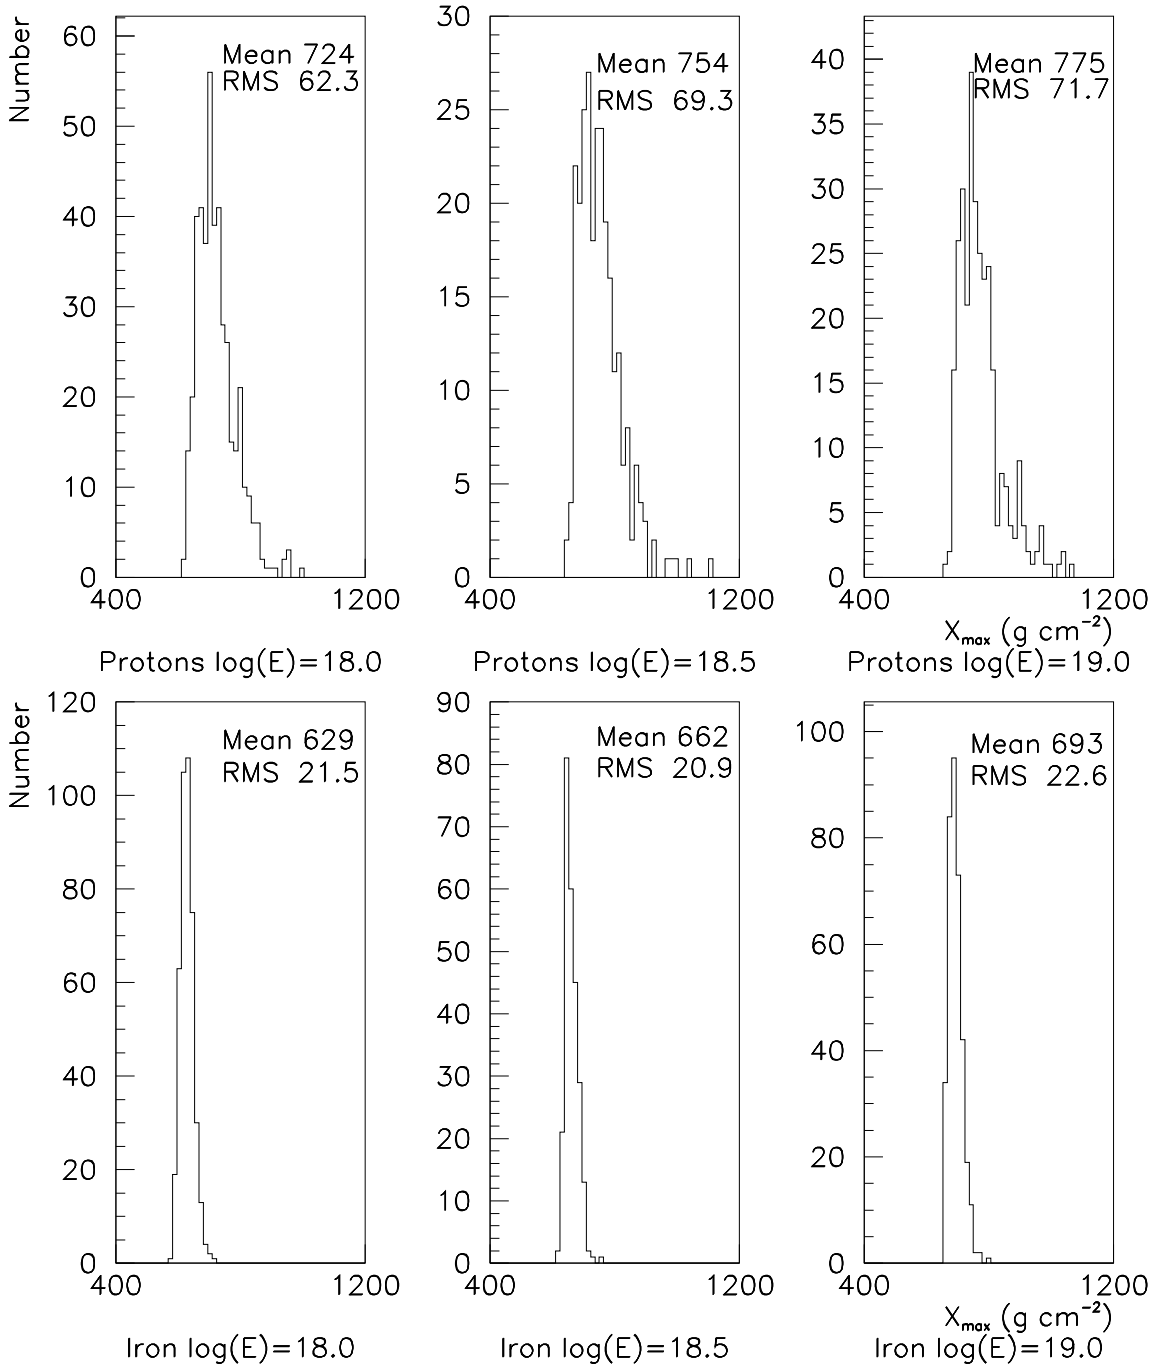 Number
60
50
40
30
20
10
0
400 1200
Mean 724
RMS 62.3
Protons log(E)=18.0
30
25
20
15
10
5
0
400 1200
Mean 754
RMS 69.3
Protons log(E)=18.5
40
35
30
25
20
15
10
5
0
400 1200
Mean 775
RMS 71.7
Xmax (g cm⁻²)
Protons log(E)=19.0
Number
120
100
80
60
40
20
0
400 1200
Mean 629
RMS 21.5
Iron log(E)=18.0
90
80
70
60
50
40
30
20
10
0
400 1200
Mean 662
RMS 20.9
Iron log(E)=18.5
100
80
60
40
20
0
400 1200
Mean 693
RMS 22.6
Xmax (g cm⁻²)
Iron log(E)=19.0